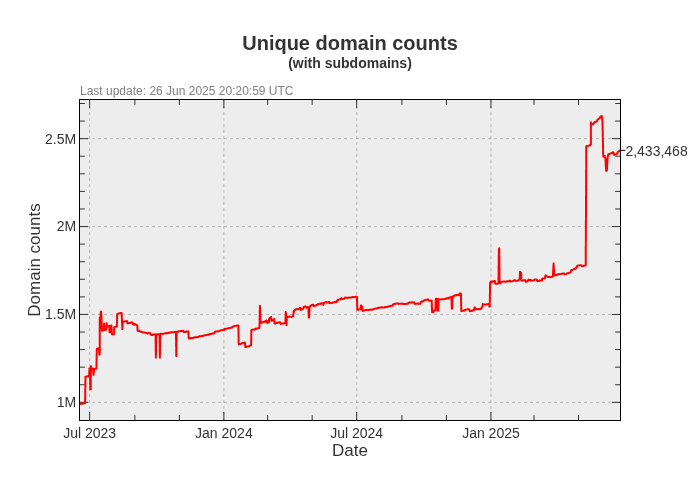 Unique domain counts
(with subdomains)
Last update: 26 Jun 2025 20:20:59 UTC
2.5M
2,433,468
2M
1.5M
1M
Domain counts
Jul 2023
Jan 2024
Jul 2024
Jan 2025
Date